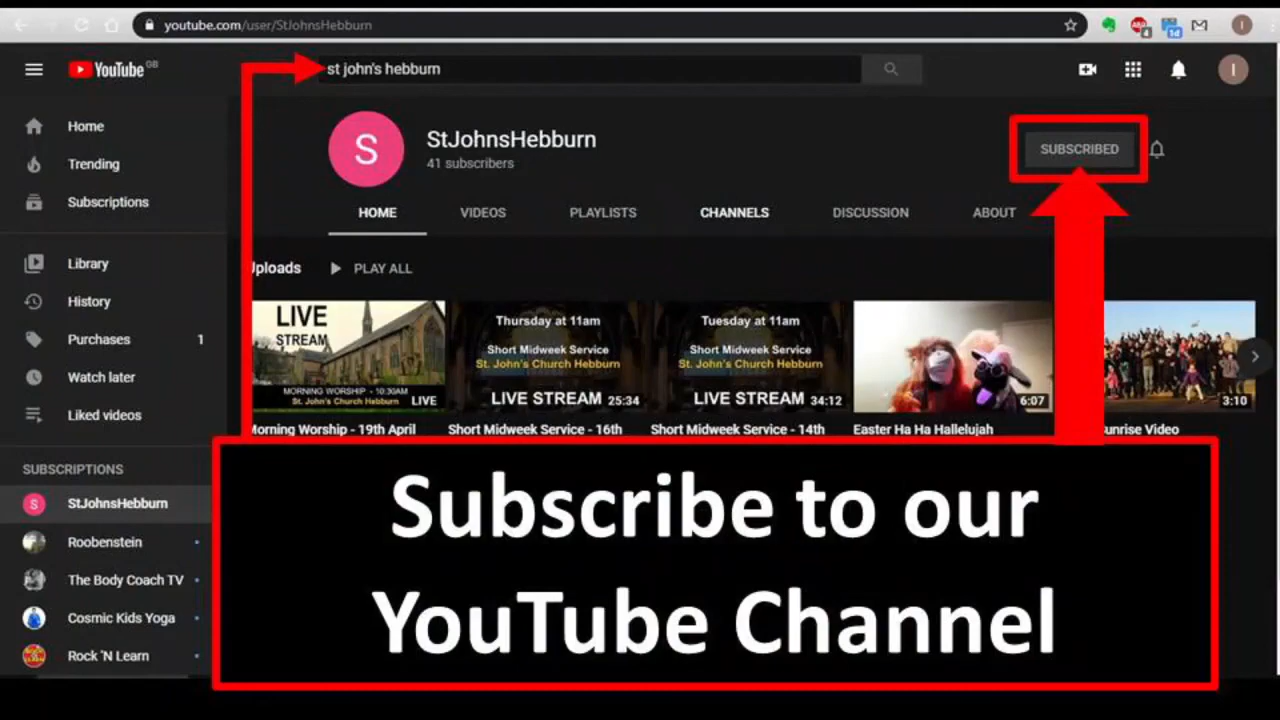 youtube.com/user/StJohnsHebburn
1d
I
YouTube GB
st john's hebburn
I
Home
Trending
Subscriptions
Library
History
Purchases 1
Watch later
Liked videos
SUBSCRIPTIONS
StJohnsHebburn
Roobenstein
The Body Coach TV
Cosmic Kids Yoga
Rock 'N Learn
S
StJohnsHebburn
41 subscribers
SUBSCRIBED
HOME VIDEOS PLAYLISTS CHANNELS DISCUSSION ABOUT
Uploads PLAY ALL
LIVE
STREAM
MORNING WORSHIP - 10:30AM
St. John's Church Hebburn
LIVE
Morning Worship - 19th April
Thursday at 11am
Short Midweek Service
St. John's Church Hebburn
LIVE STREAM 25:34
Short Midweek Service - 16th
Tuesday at 11am
Short Midweek Service
St. John's Church Hebburn
LIVE STREAM 34:12
Short Midweek Service - 14th
6:07
Easter Ha Ha Hallelujah
3:10
unrise Video
Subscribe to our
YouTube Channel